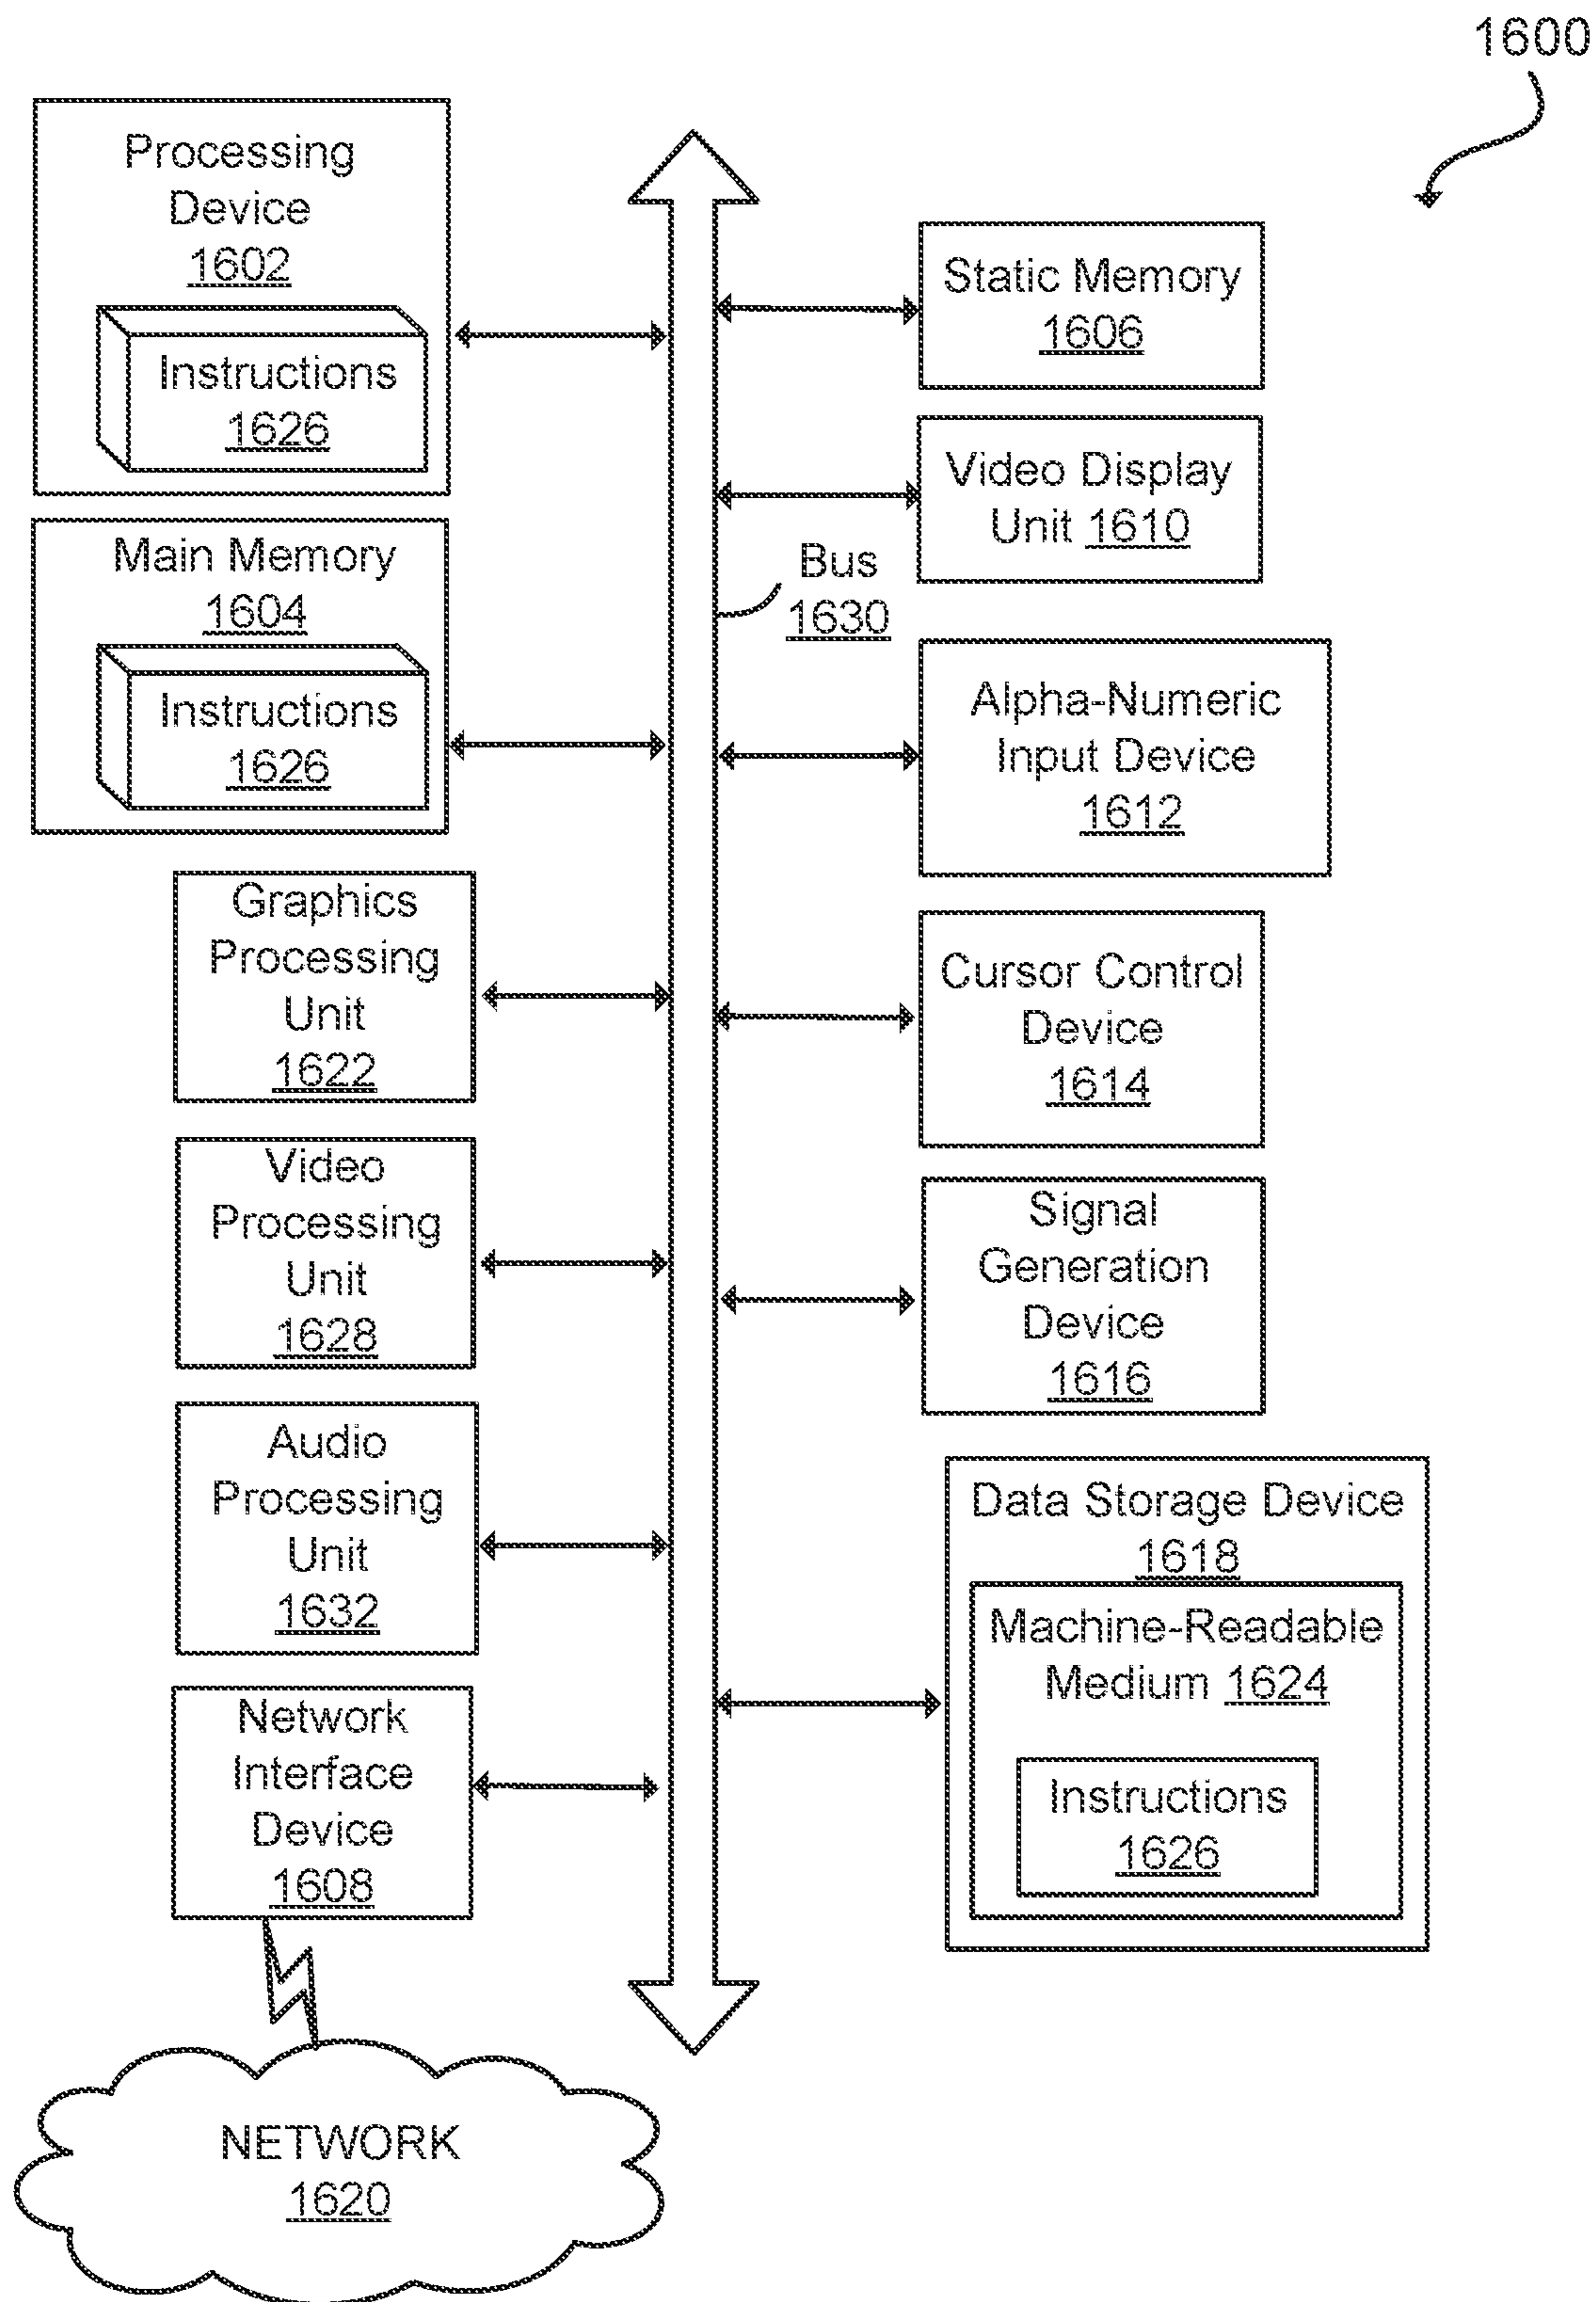 1600
Processing
Device
1602
Instructions
1626
Main Memory
1604
Instructions
1626
Graphics
Processing
Unit
1622
Video
Processing
Unit
1628
Audio
Processing
Unit
1632
Network
Interface
Device
1608
NETWORK
1620
Bus
1630
Static Memory
1606
Video Display
Unit 1610
Alpha-Numeric
Input Device
1612
Cursor Control
Device
1614
Signal
Generation
Device
1616
Data Storage Device
1618
Machine-Readable
Medium 1624
Instructions
1626